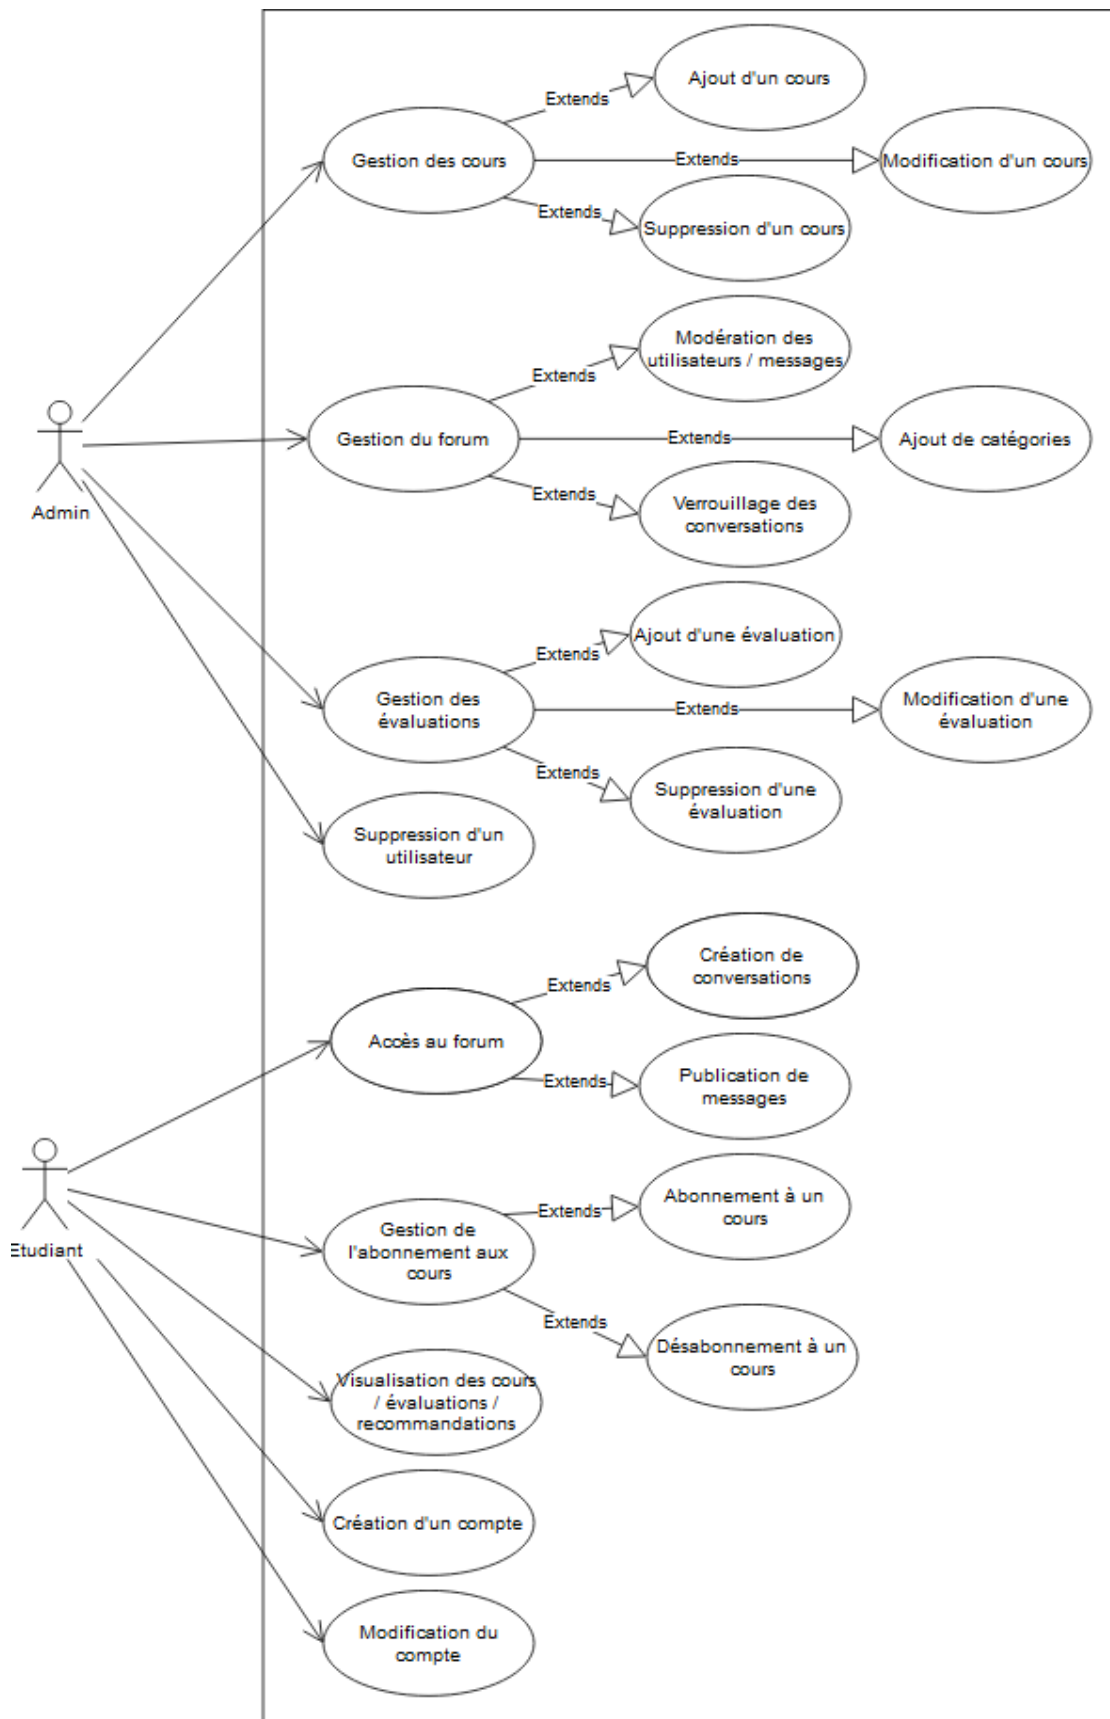 Ajout d'un cours
Extends
Gestion des cours
Extends
Modification d'un cours
Extends
Suppression d'un cours
Modération des
utilisateurs / messages
Extends
Gestion du forum
Extends
Ajout de catégories
Extends
Verrouillage des
conversations
Admin
Ajout d'une évaluation
Extends
Gestion des
évaluations
Extends
Modification d'une
évaluation
Extends
Suppression d'une
évaluation
Suppression d'un
utilisateur
Création de
conversations
Extends
Accès au forum
Extends
Publication de
messages
Etudiant
Gestion de
l'abonnement aux
cours
Extends
Abonnement à un
cours
Extends
Désabonnement à un
cours
Visualisation des cours
/ évaluations /
recommandations
Création d'un compte
Modification du
compte